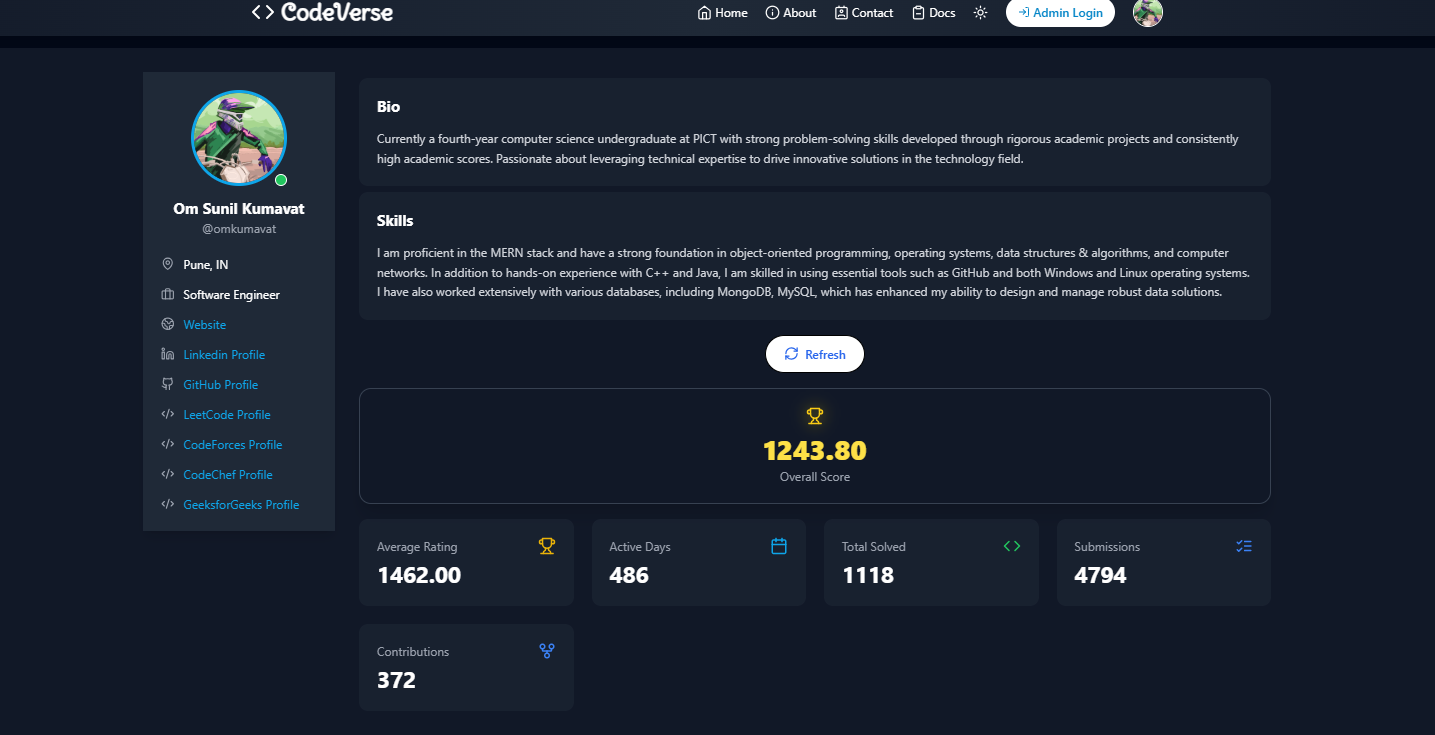 <> CodeVerse
Home About Contact Docs Admin Login
Om Sunil Kumavat
@omkumavat
Pune, IN
Software Engineer
Website
Linkedin Profile
GitHub Profile
LeetCode Profile
CodeForces Profile
CodeChef Profile
GeeksforGeeks Profile
Bio
Currently a fourth-year computer science undergraduate at PICT with strong problem-solving skills developed through rigorous academic projects and consistently
high academic scores. Passionate about leveraging technical expertise to drive innovative solutions in the technology field.
Skills
I am proficient in the MERN stack and have a strong foundation in object-oriented programming, operating systems, data structures & algorithms, and computer
networks. In addition to hands-on experience with C++ and Java, I am skilled in using essential tools such as GitHub and both Windows and Linux operating systems.
I have also worked extensively with various databases, including MongoDB, MySQL, which has enhanced my ability to design and manage robust data solutions.
Refresh
1243.80
Overall Score
Average Rating
1462.00
Active Days
486
Total Solved
1118
Submissions
4794
Contributions
372